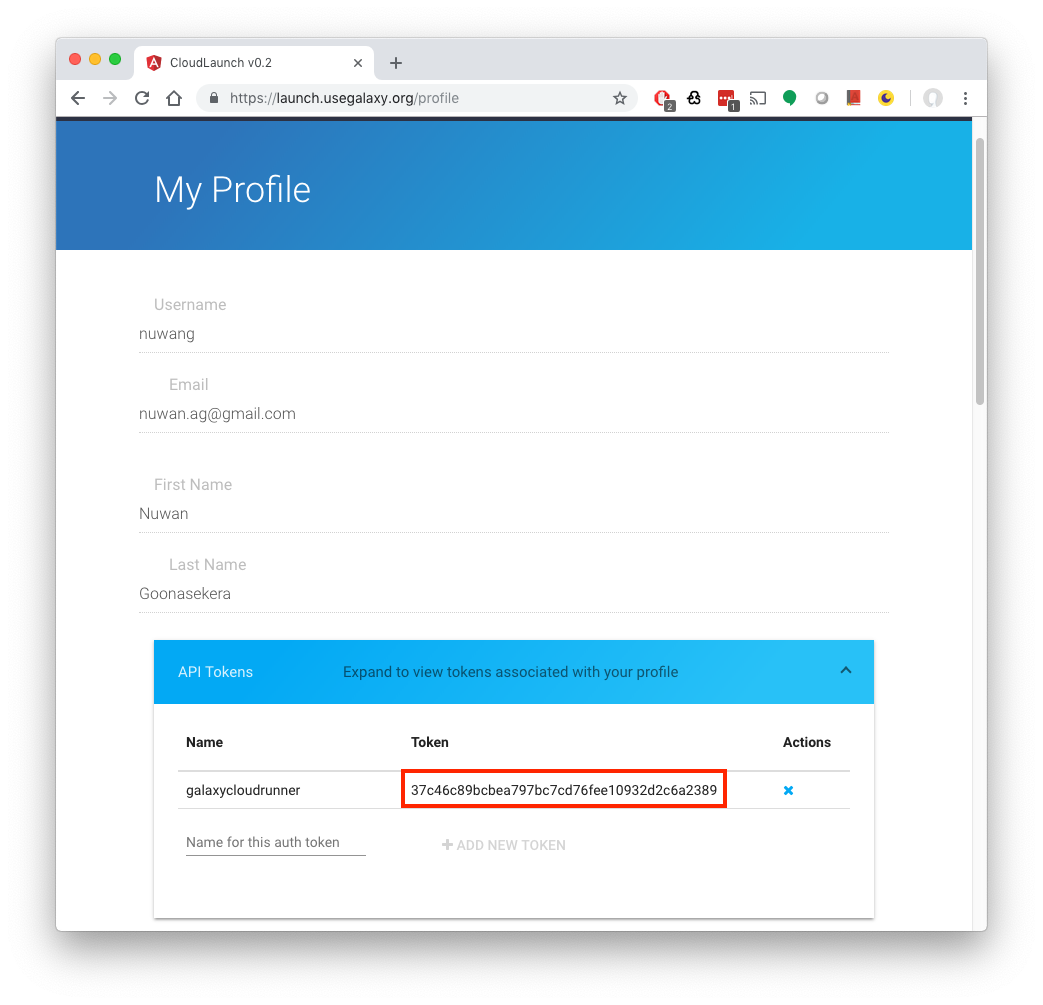 CloudLaunch v0.2
https://launch.usegalaxy.org/profile
2
1
My Profile
Username
nuwang
Email
nuwan.ag@gmail.com
First Name
Nuwan
Last Name
Goonasekera
API Tokens Expand to view tokens associated with your profile
Name Token Actions
galaxycloudrunner 37c46c89bcbea797bc7cd76fee10932d2c6a2389
Name for this auth token ADD NEW TOKEN